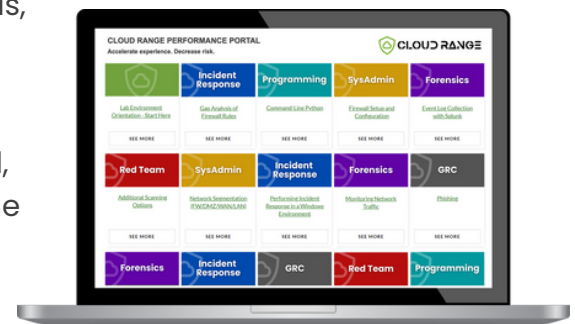 ls,
l,
e
CLOUD RANGE PERFORMANCE PORTAL
Accelerate experience. Decrease risk.
CLOUD RANGE
Incident
Response
Programming
SysAdmin
Forensics
Lab Environment
Orientation - Start Here
Gap Analysis of
Firewall Rules
Command Line Python
Firewall Setup and
Configuration
Event Log Collection
with Splunk
SEE MORE
SEE MORE
SEE MORE
SEE MORE
SEE MORE
Red Team
SysAdmin
Incident
Response
Forensics
GRC
Additional Scanning
Options
Network Segmentation
(FW/DMZ/WAN/LAN)
Performing Incident
Response in a Windows
Environment
Monitoring Network
Traffic
Phishing
SEE MORE
SEE MORE
SEE MORE
SEE MORE
SEE MORE
Forensics
Incident
Response
GRC
Red Team
Programming